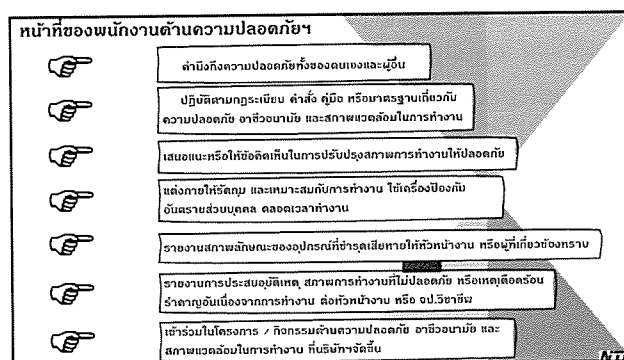 หน้าที่ของพนักงานด้านความปลอดภัยฯ
คำนึงถึงความปลอดภัยทั้งของตนเองและผู้อื่น
ปฏิบัติตามกฎระเบียบ คำสั่ง คู่มือ หรือมาตรฐานเกี่ยวกับ
ความปลอดภัย อาชีวอนามัย และสภาพแวดล้อมในการทำงาน
เสนอแนะหรือให้ข้อคิดเห็นในการปรับปรุงสภาพการทำงานให้ปลอดภัย
แต่งกายให้รัดกุม และเหมาะสมกับการทำงาน ใช้เครื่องป้องกัน
อันตรายส่วนบุคคล ตลอดเวลาทำงาน
รายงานสภาพลักษณะของอุปกรณ์ที่ชำรุดเสียหายให้หัวหน้างาน หรือผู้ที่เกี่ยวข้องทราบ
รายงานการประสบอุบัติเหตุ สภาพการทำงานที่ไม่ปลอดภัย หรือเหตุเดือดร้อน
รำคาญอันเนื่องจากการทำงาน ต่อหัวหน้างาน หรือ จป.วิชาชีพ
เข้าร่วมในโครงการ / กิจกรรมด้านความปลอดภัย อาชีวอนามัย และ
สภาพแวดล้อมในการทำงาน ที่บริษัทฯจัดขึ้น